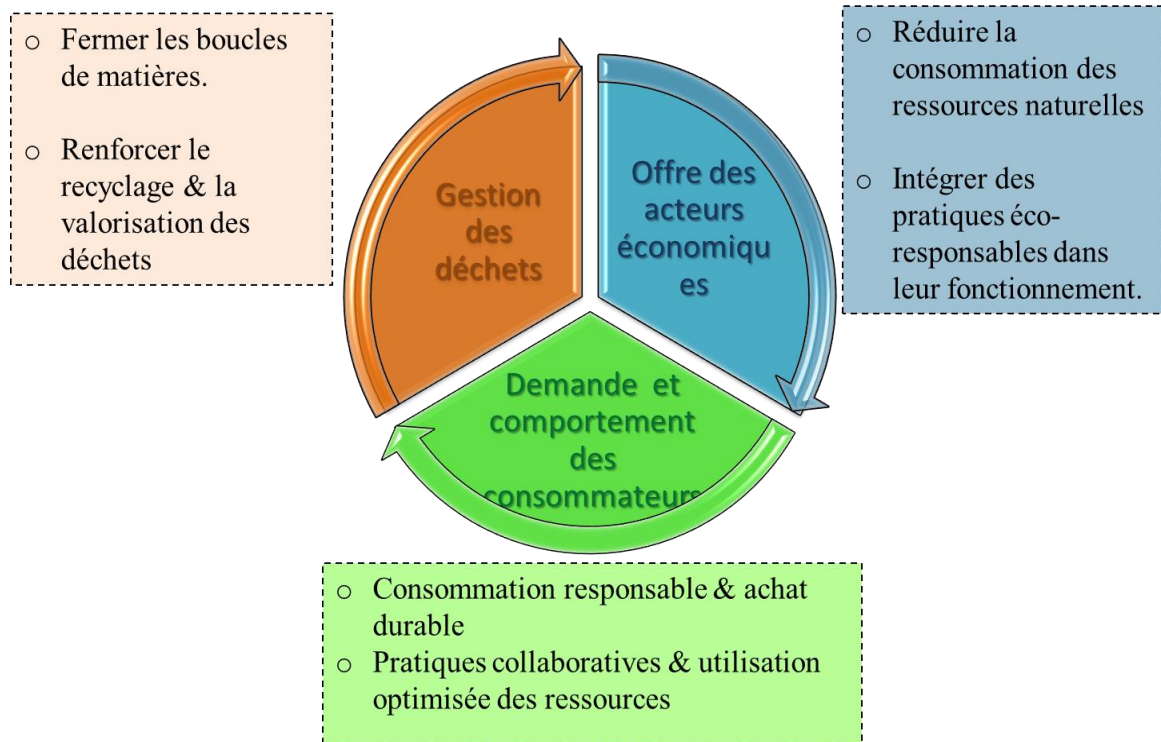 o Fermer les boucles
de matières.
o Renforcer le
recyclage & la
valorisation des
déchets
Gestion
des
déchets
Offre des
acteurs
économiqu
es
o Réduire la
consommation des
ressources naturelles
o Intégrer des
pratiques éco-
responsables dans
leur fonctionnement.
Demande et
comportement
des
consommateurs
o Consommation responsable & achat
durable
o Pratiques collaboratives & utilisation
optimisée des ressources